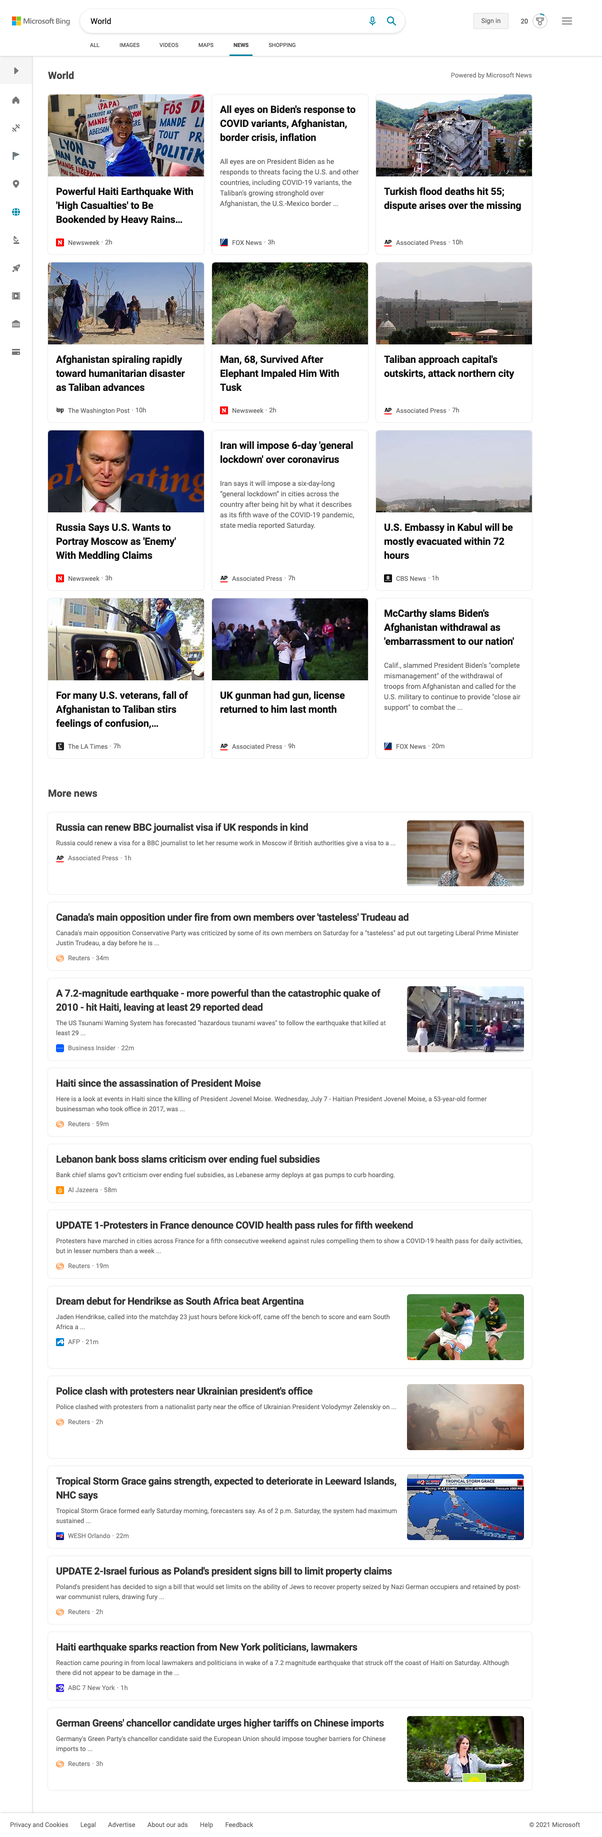 Microsoft Bing
World
Sign in
20
ALL IMAGES VIDEOS MAPS NEWS SHOPPING
World
Powered by Microsoft News
Powerful Haiti Earthquake With
'High Casualties' to Be
Bookended by Heavy Rains...
Newsweek · 2h
All eyes on Biden's response to
COVID variants, Afghanistan,
border crisis, inflation
All eyes are on President Biden as he
responds to threats facing the U.S. and other
countries, including COVID-19 variants, the
Taliban's growing stronghold over
Afghanistan, the U.S.-Mexico border ...
FOX News · 3h
Turkish flood deaths hit 55;
dispute arises over the missing
AP Associated Press · 10h
Afghanistan spiraling rapidly
toward humanitarian disaster
as Taliban advances
wp The Washington Post · 10h
Man, 68, Survived After
Elephant Impaled Him With
Tusk
Newsweek · 2h
Taliban approach capital's
outskirts, attack northern city
AP Associated Press · 7h
Russia Says U.S. Wants to
Portray Moscow as 'Enemy'
With Meddling Claims
Newsweek · 3h
Iran will impose 6-day 'general
lockdown' over coronavirus
Iran says it will impose a six-day-long
"general lockdown" in cities across the
country after being hit by what it describes
as its fifth wave of the COVID-19 pandemic,
state media reported Saturday.
AP Associated Press · 7h
U.S. Embassy in Kabul will be
mostly evacuated within 72
hours
CBS News · 1h
For many U.S. veterans, fall of
Afghanistan to Taliban stirs
feelings of confusion,...
The LA Times · 7h
UK gunman had gun, license
returned to him last month
AP Associated Press · 9h
McCarthy slams Biden's
Afghanistan withdrawal as
'embarrassment to our nation'
Calif., slammed President Biden's "complete
mismanagement" of the withdrawal of
troops from Afghanistan and called for the
U.S. military to continue to provide "close air
support" to combat the ...
FOX News · 20m
More news
Russia can renew BBC journalist visa if UK responds in kind
Russia could renew a visa for a BBC journalist to let her resume work in Moscow if British authorities give a visa to a ...
AP Associated Press · 1h
Canada's main opposition under fire from own members over 'tasteless' Trudeau ad
Canada's main opposition Conservative Party was criticized by some of its own members on Saturday for a "tasteless" ad put out targeting Liberal Prime Minister
Justin Trudeau, a day before he is ...
Reuters · 34m
A 7.2-magnitude earthquake - more powerful than the catastrophic quake of
2010 - hit Haiti, leaving at least 29 reported dead
The US Tsunami Warning System has forecasted "hazardous tsunami waves" to follow the earthquake that killed at
least 29 ...
Business Insider · 22m
Haiti since the assassination of President Moise
Here is a look at events in Haiti since the killing of President Jovenel Moise. Wednesday, July 7 - Haitian President Jovenel Moise, a 53-year-old former
businessman who took office in 2017, was ...
Reuters · 59m
Lebanon bank boss slams criticism over ending fuel subsidies
Bank chief slams gov't criticism over ending fuel subsidies, as Lebanese army deploys at gas pumps to curb hoarding.
Al Jazeera · 58m
UPDATE 1-Protesters in France denounce COVID health pass rules for fifth weekend
Protesters have marched in cities across France for a fifth consecutive weekend against rules compelling them to show a COVID-19 health pass for daily activities,
but in lesser numbers than a week ...
Reuters · 19m
Dream debut for Hendrikse as South Africa beat Argentina
Jaden Hendrikse, called into the matchday 23 just hours before kick-off, came off the bench to score and earn South
Africa a ...
AFP · 21m
Police clash with protesters near Ukrainian president's office
Police clashed with protesters from a nationalist party near the office of Ukrainian President Volodymyr Zelenskiy on ...
Reuters · 2h
Tropical Storm Grace gains strength, expected to deteriorate in Leeward Islands,
NHC says
Tropical Storm Grace formed early Saturday morning, forecasters say. As of 2 p.m. Saturday, the system had maximum
sustained ...
WESH Orlando · 22m
TROPICAL STORM GRACE
UPDATE 2-Israel furious as Poland's president signs bill to limit property claims
Poland's president has decided to sign a bill that would set limits on the ability of Jews to recover property seized by Nazi German occupiers and retained by post-
war communist rulers, drawing fury ...
Reuters · 2h
Haiti earthquake sparks reaction from New York politicians, lawmakers
Reaction came pouring in from local lawmakers and politicians in wake of a 7.2 magnitude earthquake that struck off the coast of Haiti on Saturday. Although
there did not appear to be damage in the ...
ABC 7 New York · 1h
German Greens' chancellor candidate urges higher tariffs on Chinese imports
Germany's Green Party's chancellor candidate said the European Union should impose tougher barriers for Chinese
imports to ...
Reuters · 3h
Privacy and Cookies Legal Advertise About our ads Help Feedback
© 2021 Microsoft